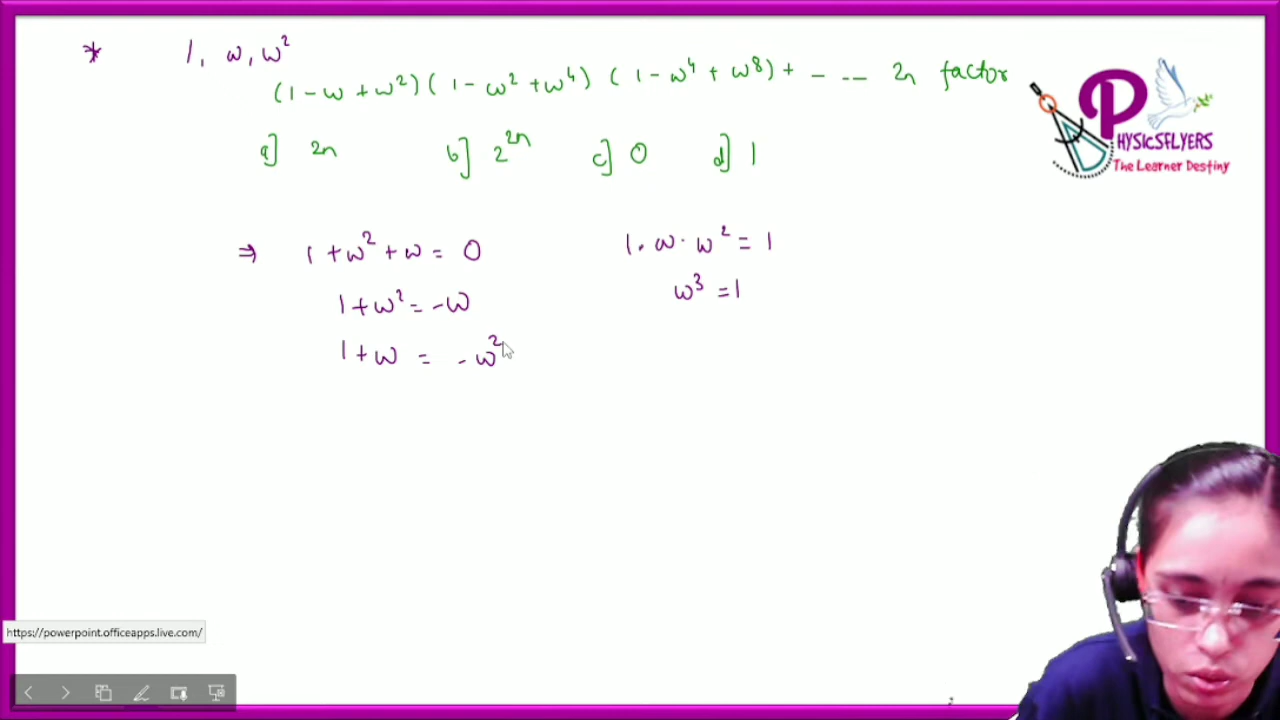 * 1, ω, ω²
(1 - ω + ω²) (1 - ω² + ω⁴) (1 - ω⁴ + ω⁸) + - -- 2n factor
a] 2n b] 2²ⁿ c] 0 d] 1
PHYSICSFLYERS
The Learner Destiny
⇒ 1 + ω² + ω = 0 1 · ω · ω² = 1
1 + ω² = -ω ω³ = 1
1 + ω = -ω²
https://powerpoint.officeapps.live.com/